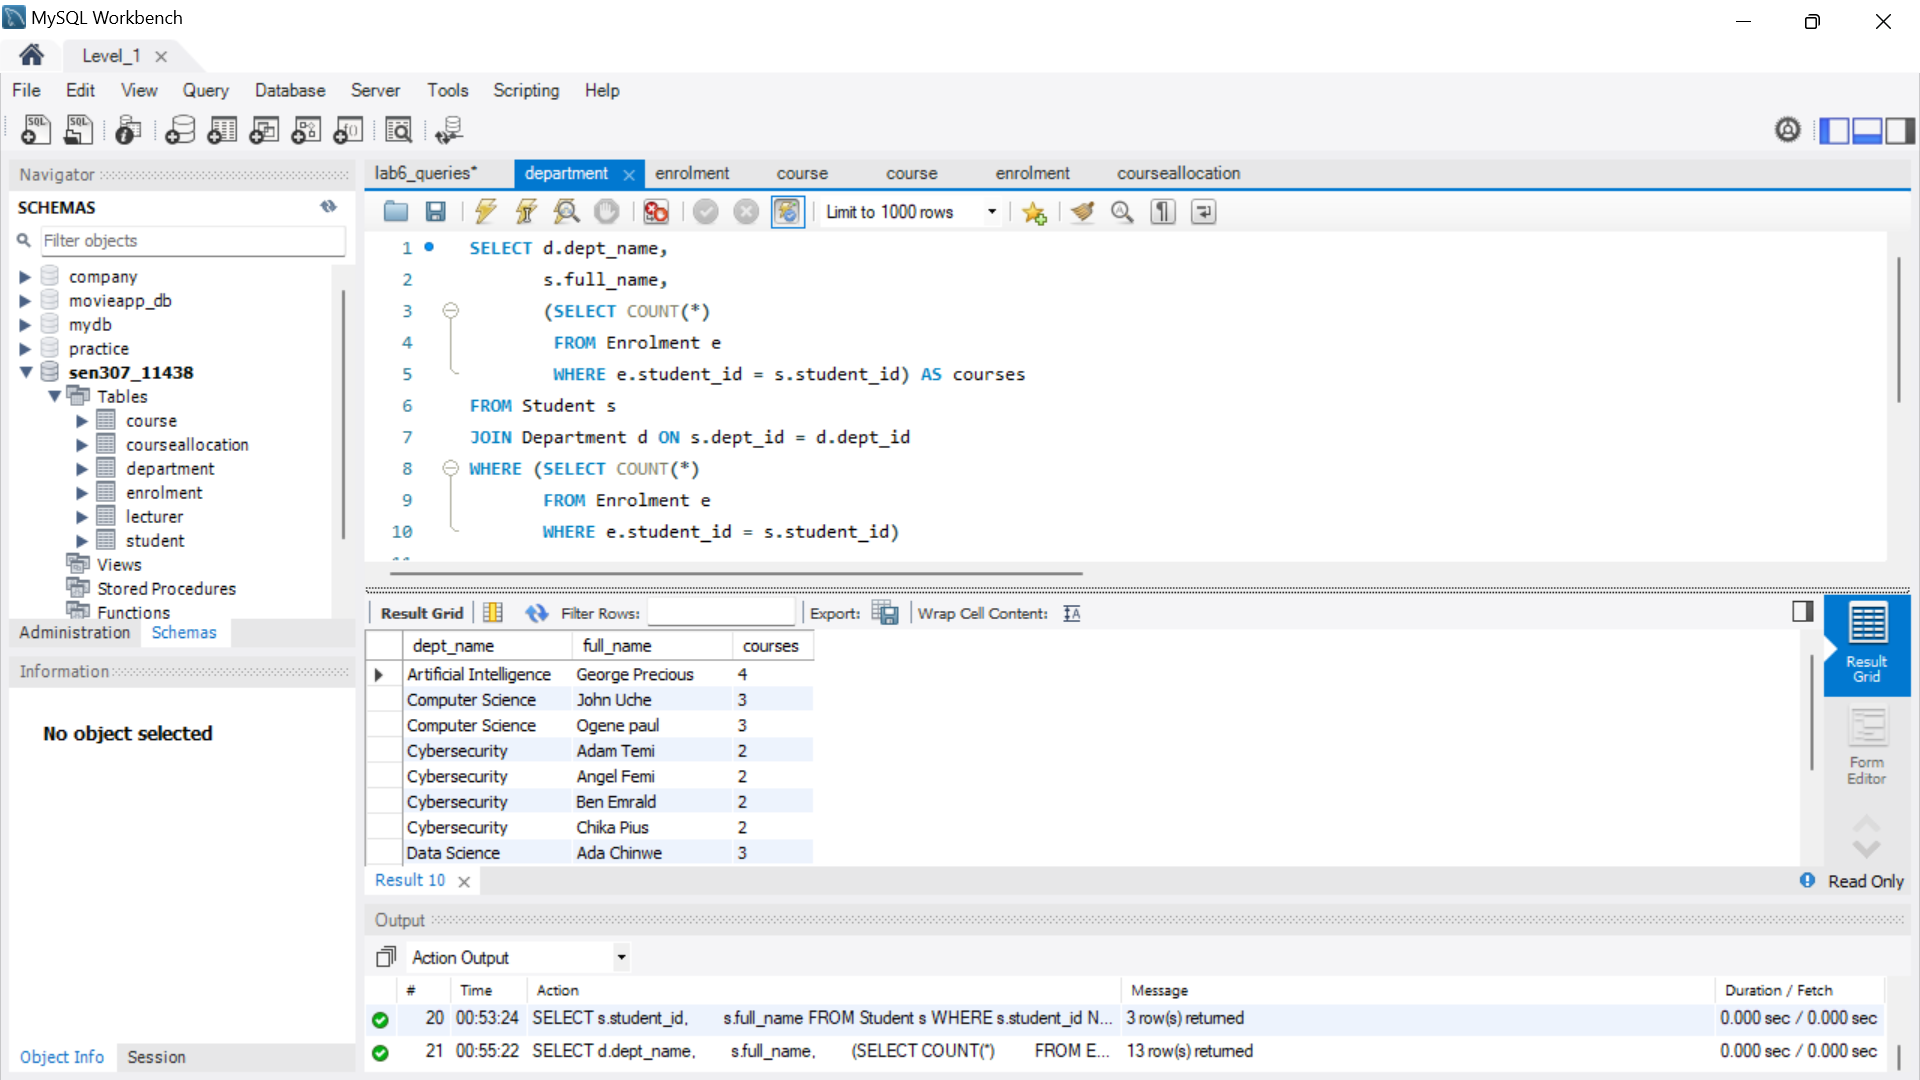 MySQL Workbench
Level_1
File Edit View Query Database Server Tools Scripting Help
Navigator
SCHEMAS
Filter objects
company
movieapp_db
mydb
practice
sen307_11438
Tables
course
courseallocation
department
enrolment
lecturer
student
Views
Stored Procedures
Functions
Administration Schemas
Information
No object selected
Object Info Session
lab6_queries* department enrolment course course enrolment courseallocation
Limit to 1000 rows
1 SELECT d.dept_name,
2 s.full_name,
3 (SELECT COUNT(*)
4 FROM Enrolment e
5 WHERE e.student_id = s.student_id) AS courses
6 FROM Student s
7 JOIN Department d ON s.dept_id = d.dept_id
8 WHERE (SELECT COUNT(*)
9 FROM Enrolment e
10 WHERE e.student_id = s.student_id)
Result Grid Filter Rows: Export: Wrap Cell Content:
dept_name full_name courses
Artificial Intelligence George Precious 4
Computer Science John Uche 3
Computer Science Ogene paul 3
Cybersecurity Adam Temi 2
Cybersecurity Angel Femi 2
Cybersecurity Ben Emrald 2
Cybersecurity Chika Pius 2
Data Science Ada Chinwe 3
Result Grid
Form Editor
Result 10
Read Only
Output
Action Output
# Time Action Message Duration / Fetch
20 00:53:24 SELECT s.student_id, s.full_name FROM Student s WHERE s.student_id N... 3 row(s) returned 0.000 sec / 0.000 sec
21 00:55:22 SELECT d.dept_name, s.full_name, (SELECT COUNT(*) FROM E... 13 row(s) returned 0.000 sec / 0.000 sec